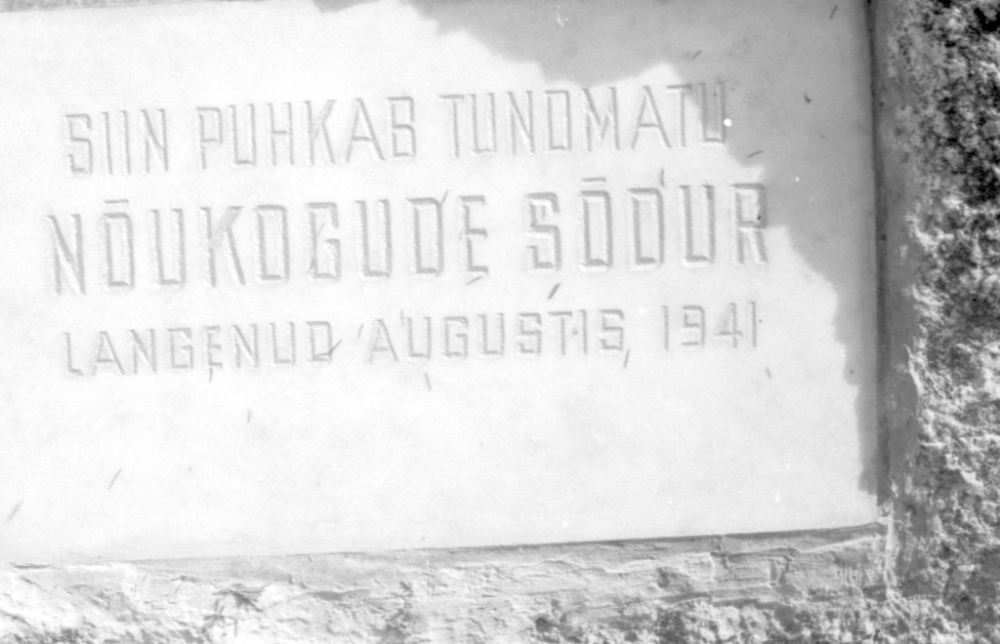 SIIN PUHKAB TUNDMATU
NÕUKOGUDE SÕDUR
LANGENUD AUGUSTIS 1941